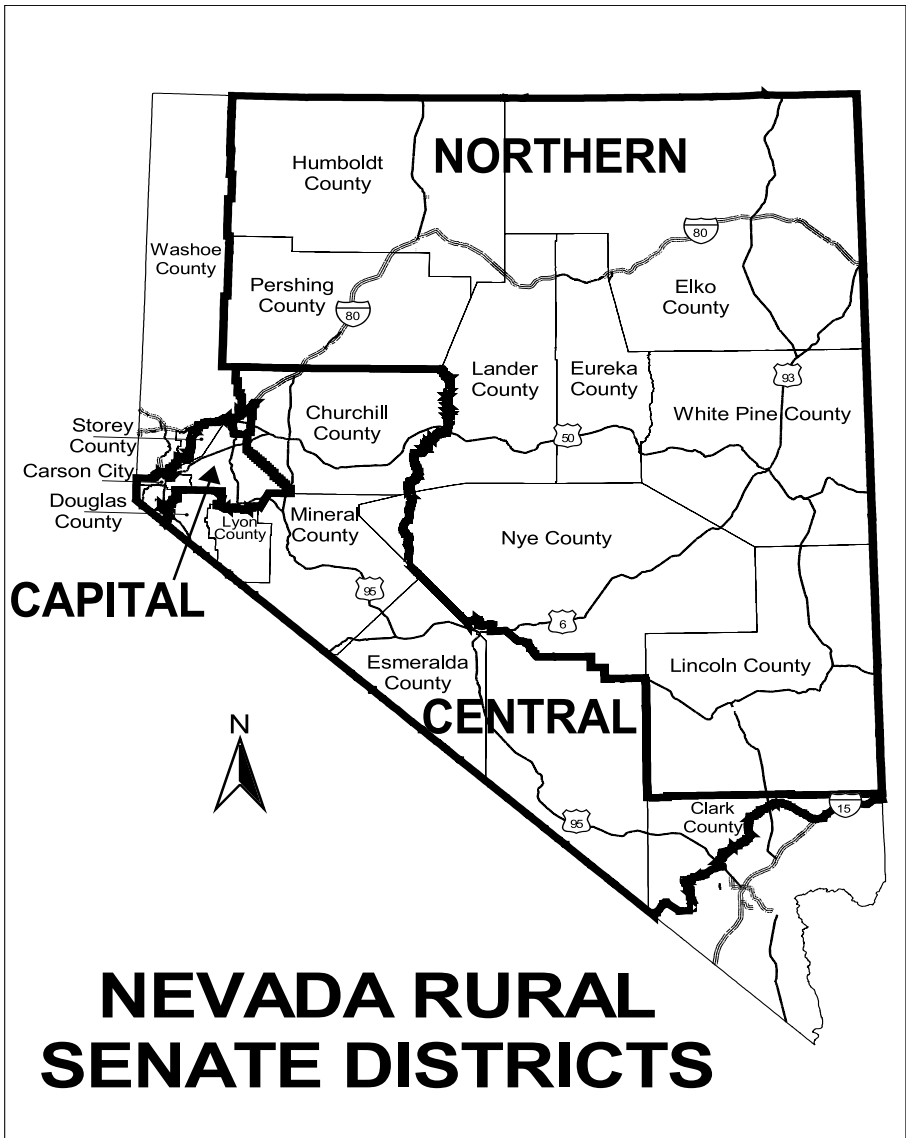 NORTHERN
Humboldt
County
Washoe
County
80
Pershing
County
80
Elko
County
Lander
County
Eureka
County
93
White Pine County
Churchill
County
Storey
County
50
Carson City
Douglas
County
Lyon
County
Mineral
County
Nye County
CAPITAL
95
6
Esmeralda
County
Lincoln County
CENTRAL
N
95
Clark
County
15
NEVADA RURAL
SENATE DISTRICTS